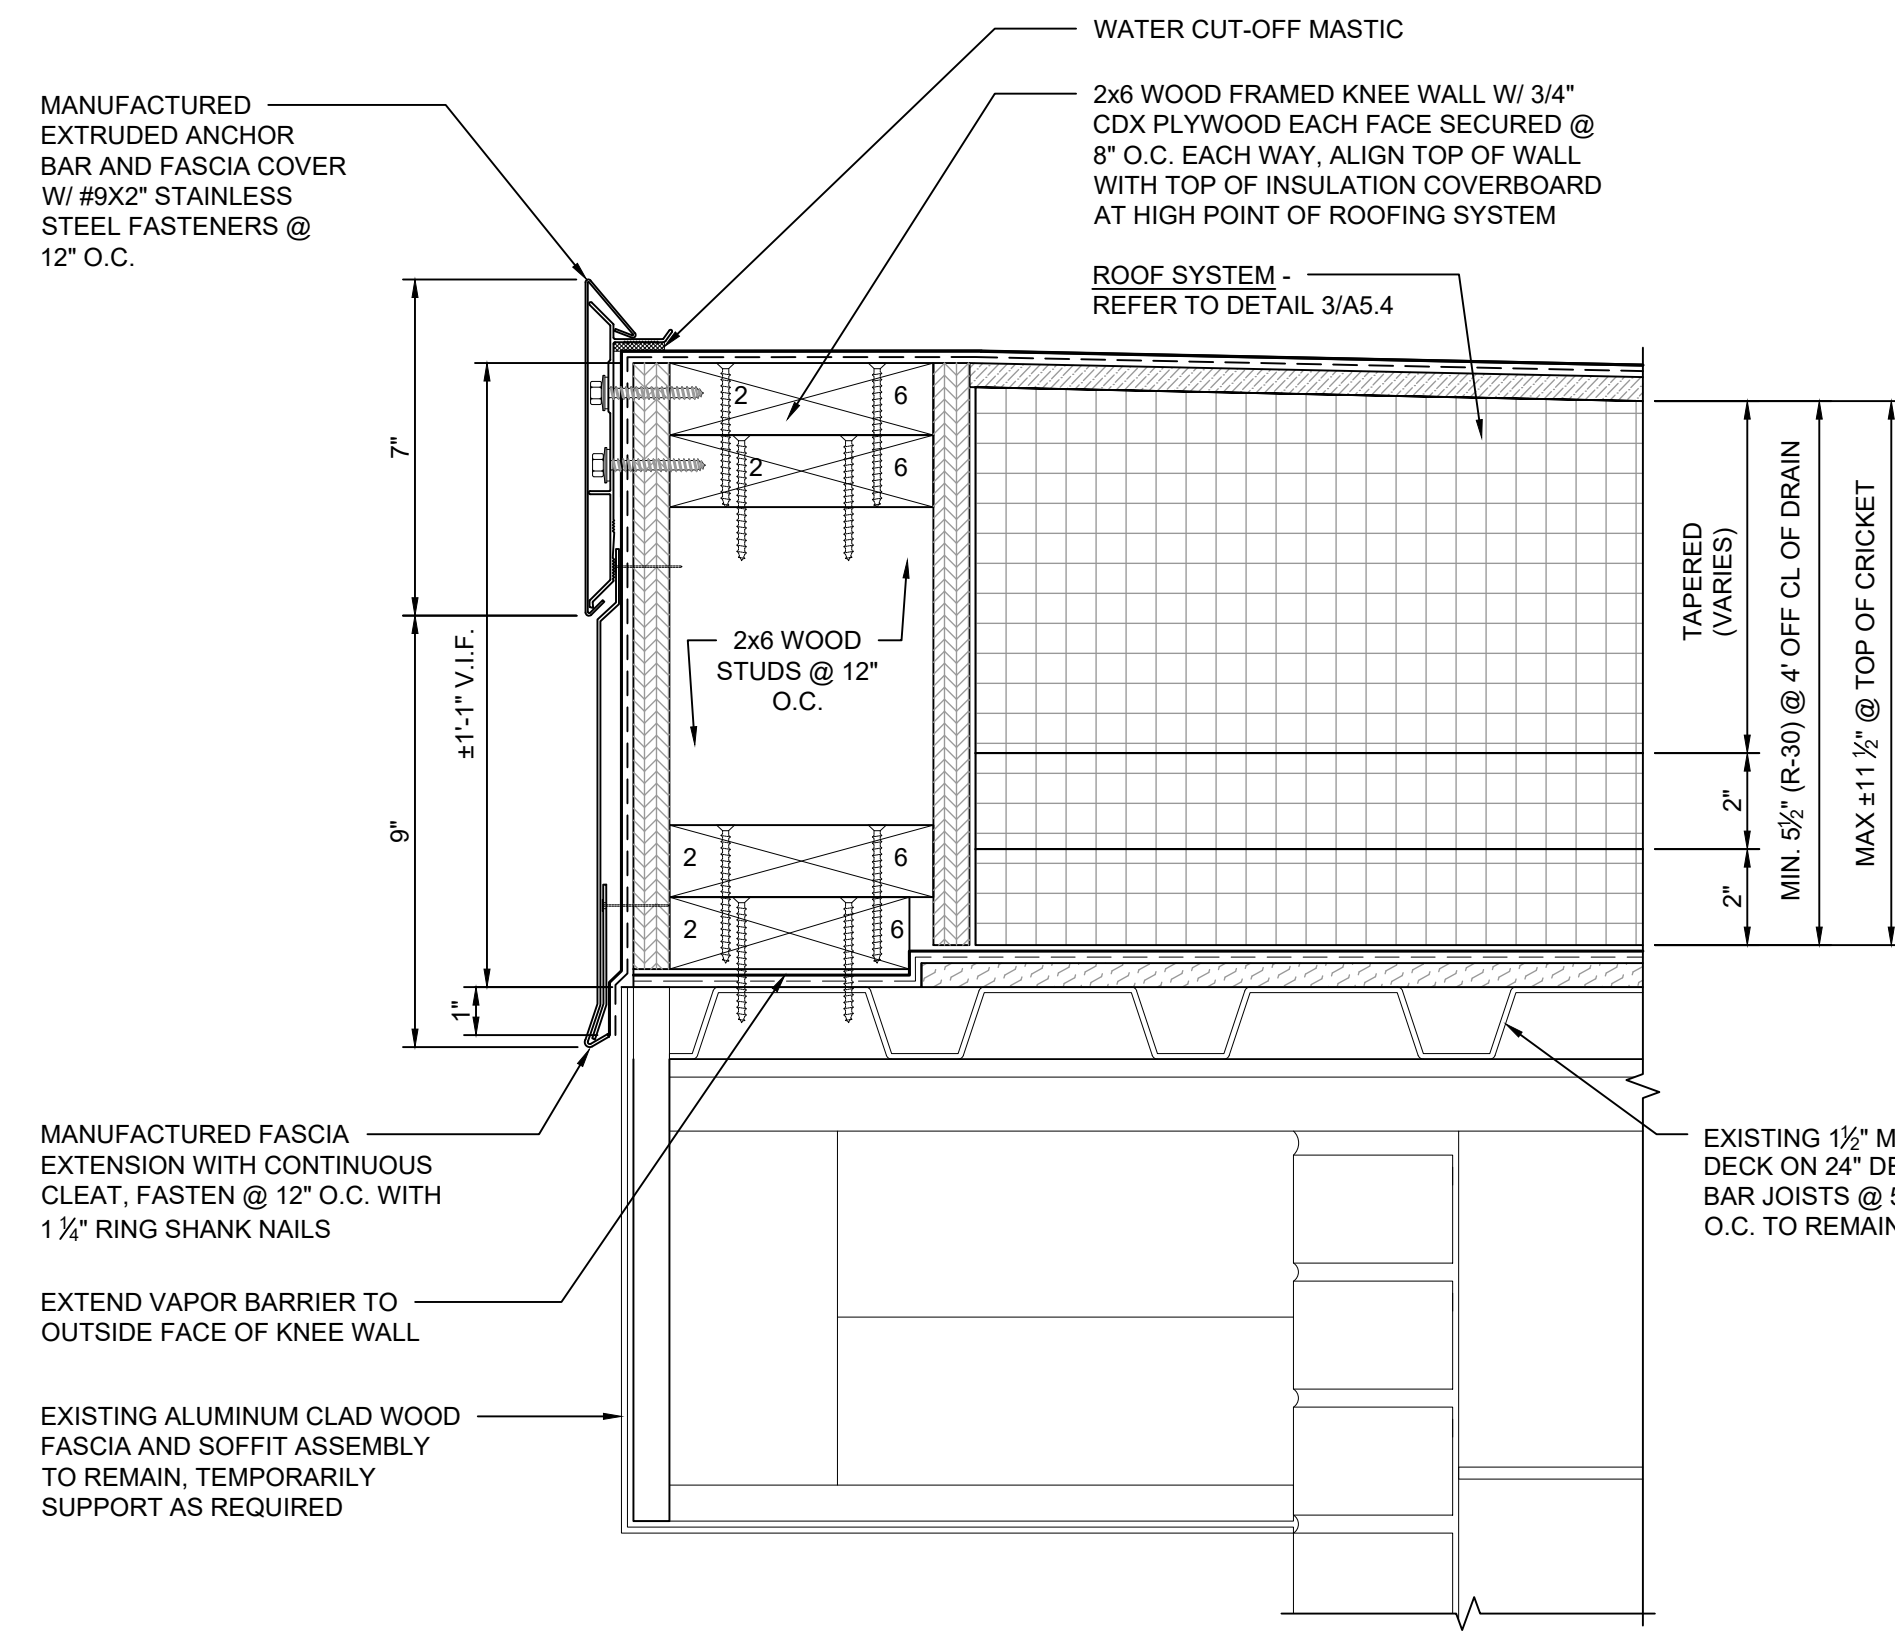 WATER CUT-OFF MASTIC
MANUFACTURED
EXTRUDED ANCHOR
BAR AND FASCIA COVER
W/ #9X2" STAINLESS
STEEL FASTENERS @
12" O.C.
2x6 WOOD FRAMED KNEE WALL W/ 3/4"
CDX PLYWOOD EACH FACE SECURED @
8" O.C. EACH WAY, ALIGN TOP OF WALL
WITH TOP OF INSULATION COVERBOARD
AT HIGH POINT OF ROOFING SYSTEM
ROOF SYSTEM -
REFER TO DETAIL 3/A5.4
7"
9"
±1'-1" V.I.F.
1"
2 6
2 6
2x6 WOOD
STUDS @ 12"
O.C.
2 6
2 6
TAPERED
(VARIES)
2"
2"
MIN. 5½" (R-30) @ 4' OFF CL OF DRAIN
MAX ±11 ½" @ TOP OF CRICKET
MANUFACTURED FASCIA
EXTENSION WITH CONTINUOUS
CLEAT, FASTEN @ 12" O.C. WITH
1 ¼" RING SHANK NAILS
EXTEND VAPOR BARRIER TO
OUTSIDE FACE OF KNEE WALL
EXISTING ALUMINUM CLAD WOOD
FASCIA AND SOFFIT ASSEMBLY
TO REMAIN, TEMPORARILY
SUPPORT AS REQUIRED
EXISTING 1½" M
DECK ON 24" DE
BAR JOISTS @ 5
O.C. TO REMAIN